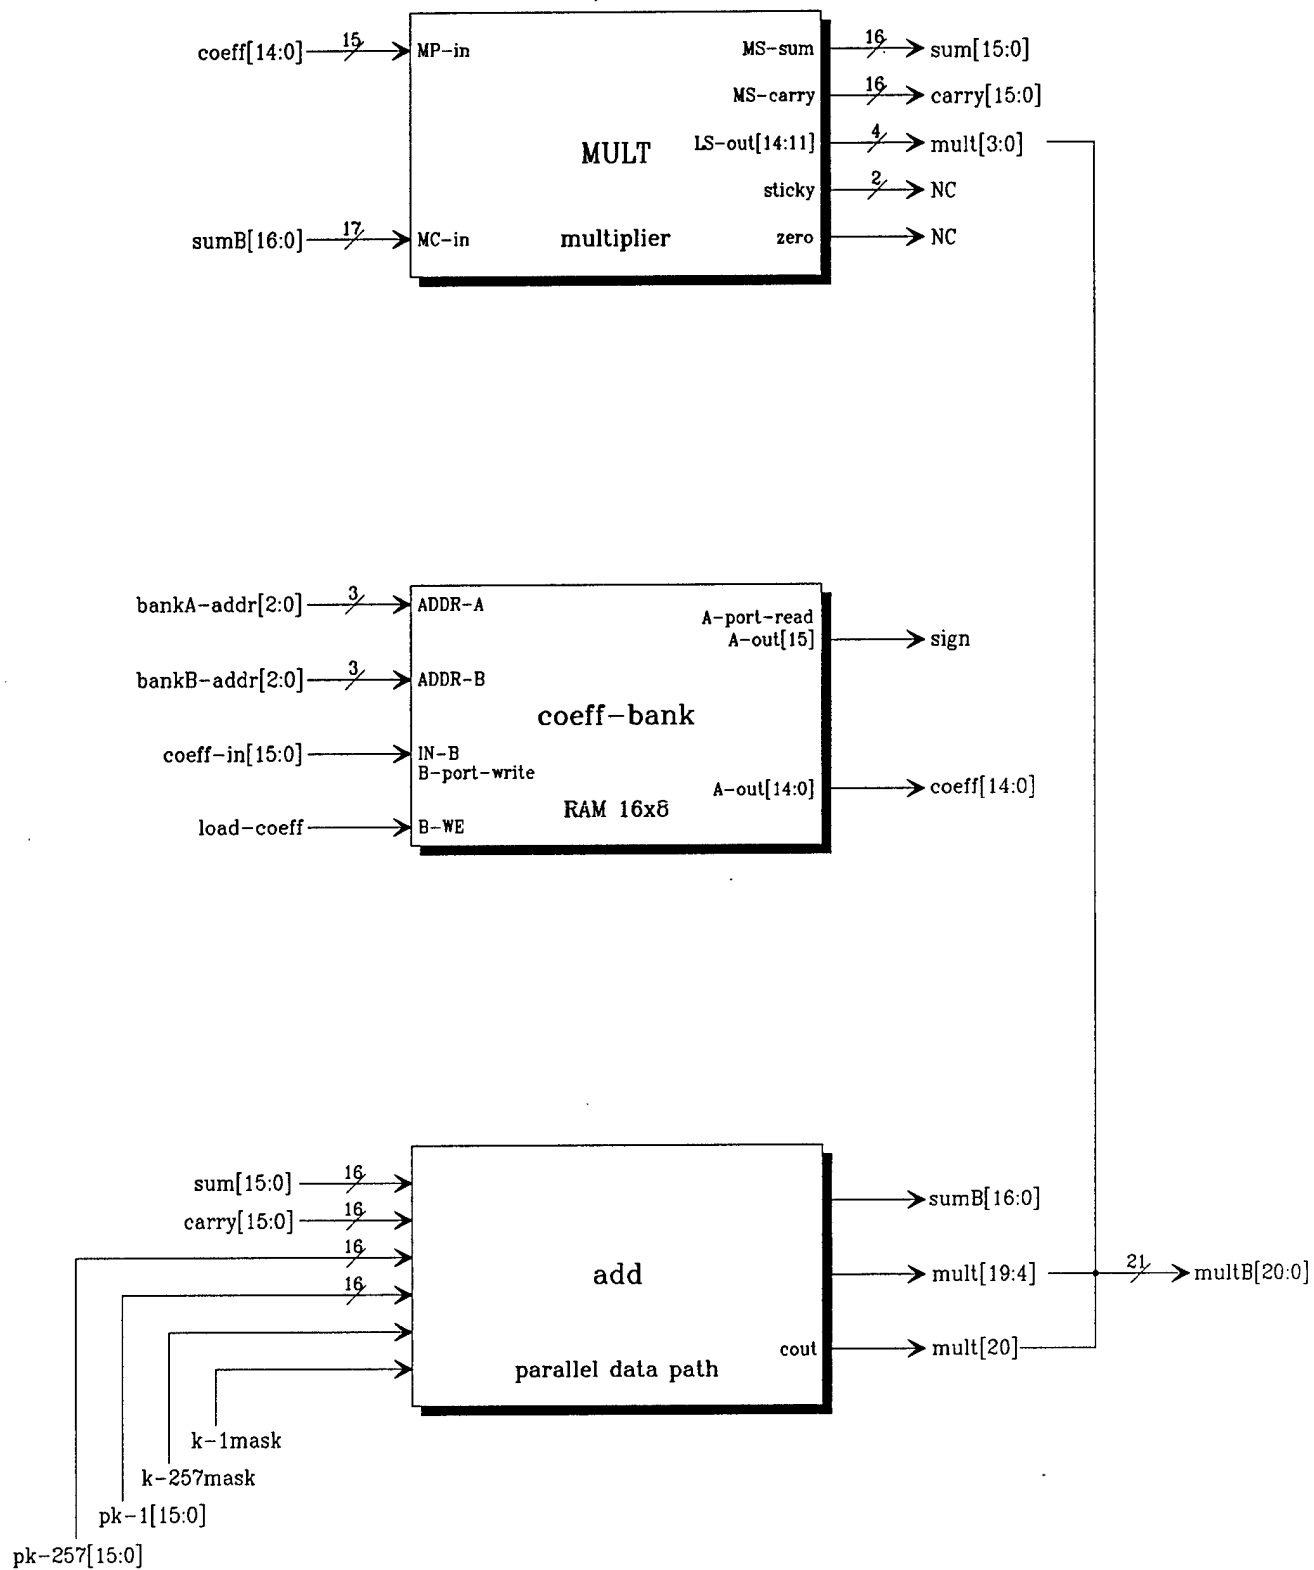 coeff[14:0] 15 MP-in MS-sum 16 sum[15:0]
MS-carry 16 carry[15:0]
MULT LS-out[14:11] 4 mult[3:0]
sticky 2 NC
sumB[16:0] 17 MC-in multiplier zero NC
bankA-addr[2:0] 3 ADDR-A A-port-read
A-out[15] sign
bankB-addr[2:0] 3 ADDR-B
coeff-bank
coeff-in[15:0] IN-B
B-port-write
A-out[14:0] coeff[14:0]
RAM 16x8
load-coeff B-WE
sum[15:0] 16
sumB[16:0]
carry[15:0] 16
16
add mult[19:4] 21 multB[20:0]
16
cout mult[20]
parallel data path
k-1mask
k-257mask
pk-1[15:0]
pk-257[15:0]